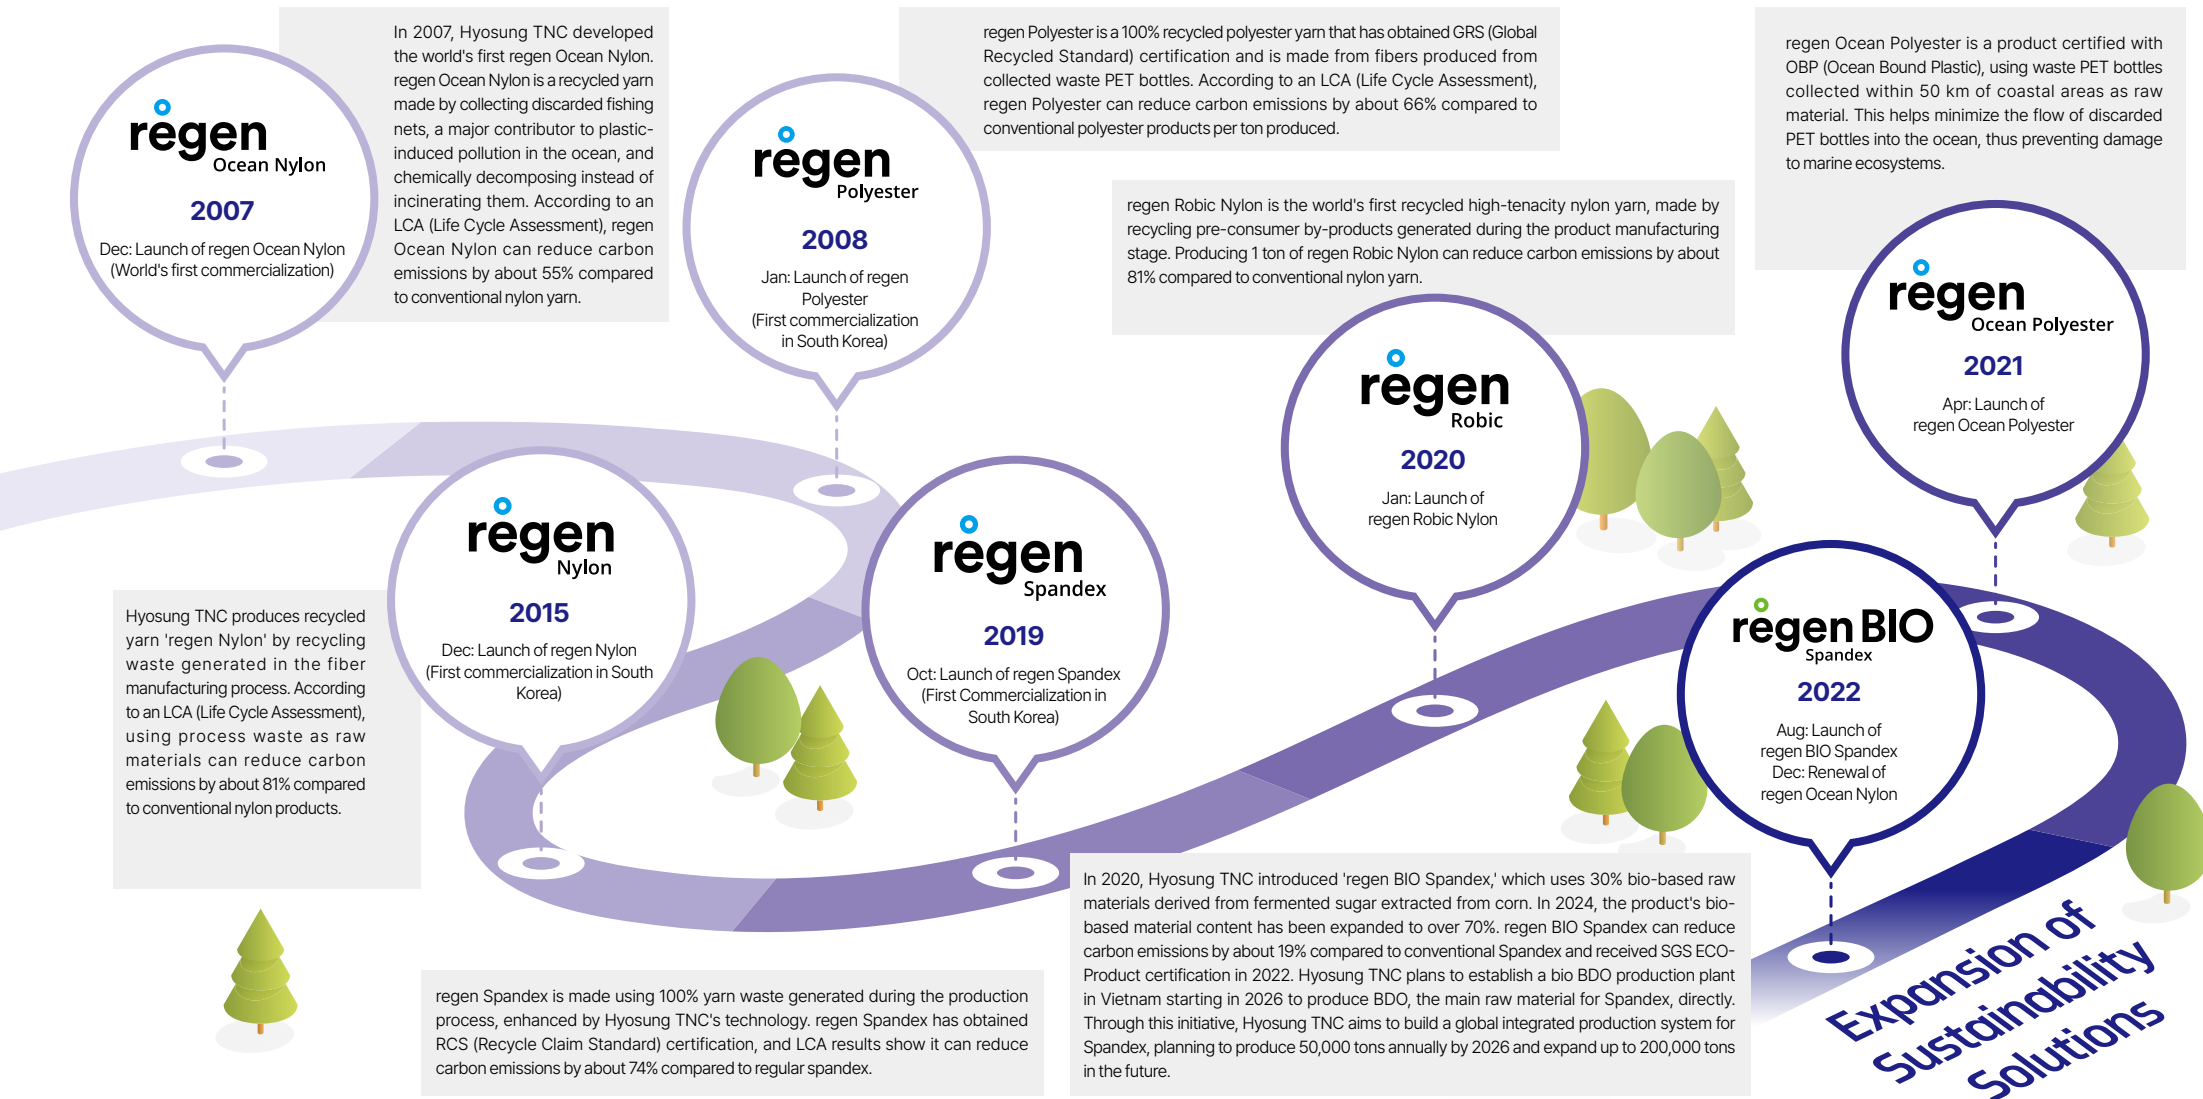 regen
Ocean Nylon
2007
Dec: Launch of regen Ocean Nylon
(World's first commercialization)
In 2007, Hyosung TNC developed
the world's first regen Ocean Nylon.
regen Ocean Nylon is a recycled yarn
made by collecting discarded fishing
nets, a major contributor to plastic-
induced pollution in the ocean, and
chemically decomposing instead of
incinerating them. According to an
LCA (Life Cycle Assessment), regen
Ocean Nylon can reduce carbon
emissions by about 55% compared
to conventional nylon yarn.
regen
Polyester
2008
Jan: Launch of regen
Polyester
(First commercialization
in South Korea)
regen Polyester is a 100% recycled polyester yarn that has obtained GRS (Global
Recycled Standard) certification and is made from fibers produced from
collected waste PET bottles. According to an LCA (Life Cycle Assessment),
regen Polyester can reduce carbon emissions by about 66% compared to
conventional polyester products per ton produced.
regen
Nylon
2015
Dec: Launch of regen Nylon
(First commercialization in South
Korea)
Hyosung TNC produces recycled
yarn 'regen Nylon' by recycling
waste generated in the fiber
manufacturing process. According
to an LCA (Life Cycle Assessment),
using process waste as raw
materials can reduce carbon
emissions by about 81% compared
to conventional nylon products.
regen
Spandex
2019
Oct: Launch of regen Spandex
(First Commercialization in
South Korea)
regen Spandex is made using 100% yarn waste generated during the production
process, enhanced by Hyosung TNC's technology. regen Spandex has obtained
RCS (Recycle Claim Standard) certification, and LCA results show it can reduce
carbon emissions by about 74% compared to regular spandex.
regen Robic Nylon is the world's first recycled high-tenacity nylon yarn, made by
recycling pre-consumer by-products generated during the product manufacturing
stage. Producing 1 ton of regen Robic Nylon can reduce carbon emissions by about
81% compared to conventional nylon yarn.
regen
Robic
2020
Jan: Launch of
regen Robic Nylon
regen Ocean Polyester is a product certified with
OBP (Ocean Bound Plastic), using waste PET bottles
collected within 50 km of coastal areas as raw
material. This helps minimize the flow of discarded
PET bottles into the ocean, thus preventing damage
to marine ecosystems.
regen
Ocean Polyester
2021
Apr: Launch of
regen Ocean Polyester
regen BIO
Spandex
2022
Aug: Launch of
regen BIO Spandex
Dec: Renewal of
regen Ocean Nylon
In 2020, Hyosung TNC introduced 'regen BIO Spandex,' which uses 30% bio-based raw
materials derived from fermented sugar extracted from corn. In 2024, the product's bio-
based material content has been expanded to over 70%. regen BIO Spandex can reduce
carbon emissions by about 19% compared to conventional Spandex and received SGS ECO-
Product certification in 2022. Hyosung TNC plans to establish a bio BDO production plant
in Vietnam starting in 2026 to produce BDO, the main raw material for Spandex, directly.
Through this initiative, Hyosung TNC aims to build a global integrated production system for
Spandex, planning to produce 50,000 tons annually by 2026 and expand up to 200,000 tons
in the future.
Expansion of
Sustainability
Solutions